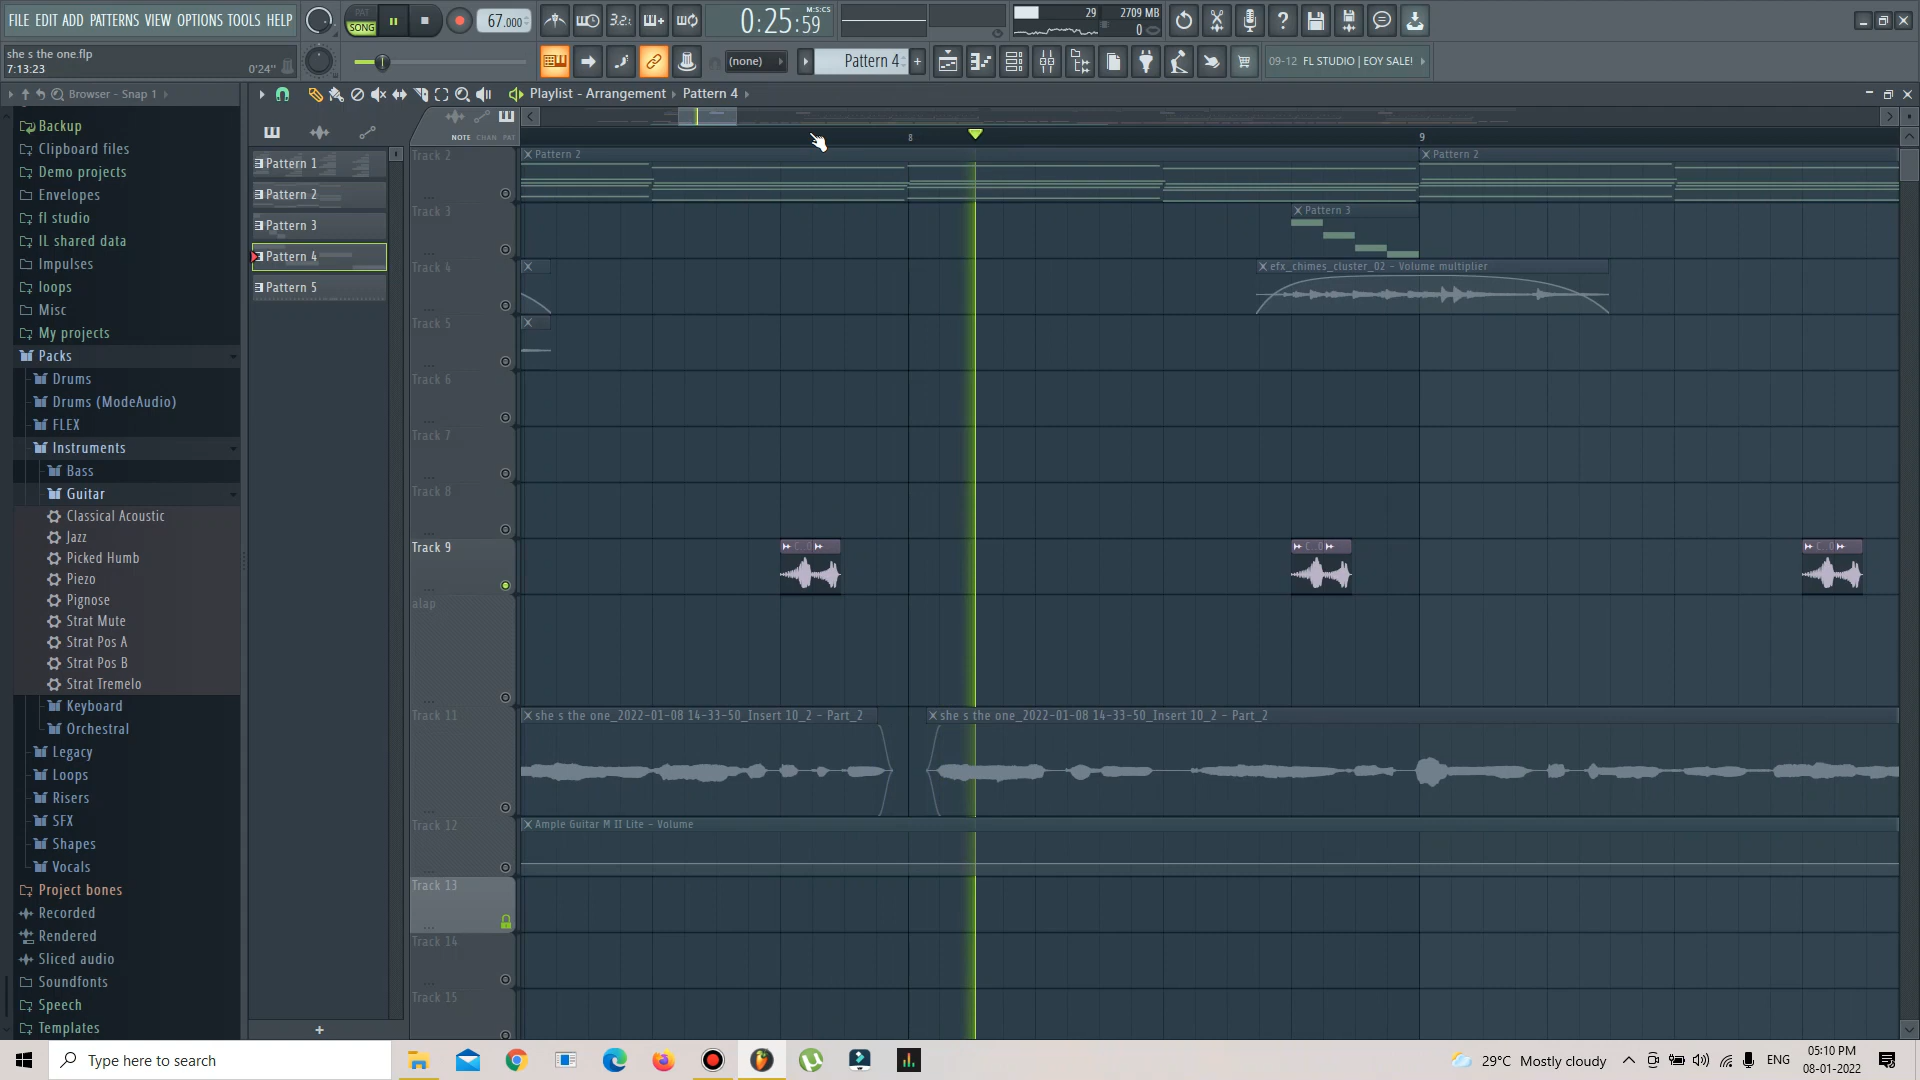 FILE EDIT ADD PATTERNS VIEW OPTIONS TOOLS HELP
PAT
SONG
67.000
3.2.
0:25:59
M:S:CS
29
2709 MB
0
she s the one.flp
7:13:23
0'24"
(none)
Pattern 4
09-12 FL STUDIO | EOY SALE!
Browser - Snap 1
Playlist - Arrangement
Pattern 4
NOTE CHAN PAT
8
9
Backup
Clipboard files
Demo projects
Envelopes
fl studio
IL shared data
Impulses
loops
Misc
My projects
Packs
Drums
Drums (ModeAudio)
FLEX
Instruments
Bass
Guitar
Classical Acoustic
Jazz
Picked Humb
Piezo
Pignose
Strat Mute
Strat Pos A
Strat Pos B
Strat Tremelo
Keyboard
Orchestral
Legacy
Loops
Risers
SFX
Shapes
Vocals
Project bones
Recorded
Rendered
Sliced audio
Soundfonts
Speech
Templates
Pattern 1
Pattern 2
Pattern 3
Pattern 4
Pattern 5
+
Track 2
Pattern 2
Pattern 2
Track 3
Pattern 3
Track 4
efx_chimes_cluster_02 - Volume multiplier
Track 5
Track 6
Track 7
Track 8
Track 9
alap
Track 11
she s the one_2022-01-08 14-33-50_Insert 10_2 - Part_2
she s the one_2022-01-08 14-33-50_Insert 10_2 - Part_2
Track 12
Ample Guitar M II Lite - Volume
Track 13
Track 14
Track 15
Type here to search
29°C Mostly cloudy
ENG
05:10 PM
08-01-2022